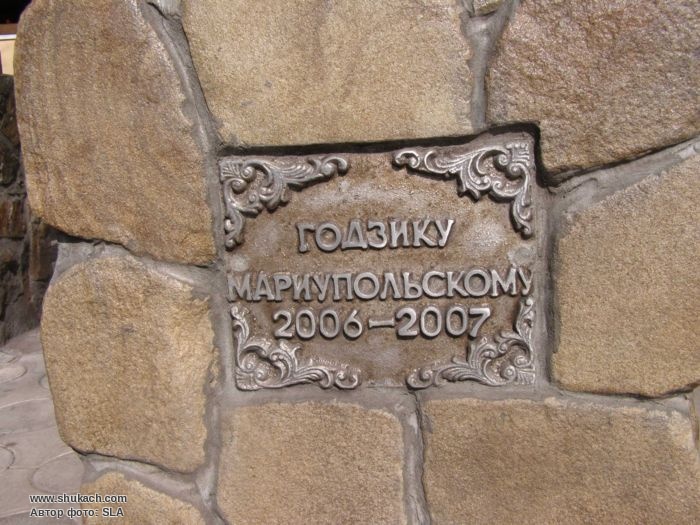 ГОДЗИКУ
МАРИУПОЛЬСКОМУ
2006–2007
www.shukach.com
Автор фото: SLA